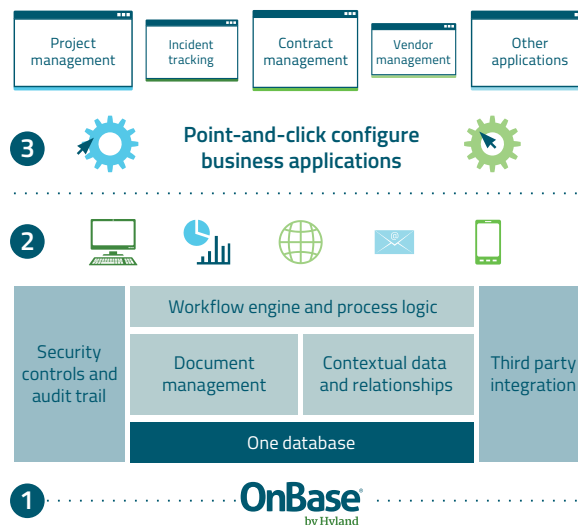 Project
management
Incident
tracking
Contract
management
Vendor
management
Other
applications
3
Point-and-click configure
business applications
2
@
Workflow engine and process logic
Security
controls and
audit trail
Document
management
Contextual data
and relationships
Third party
integration
One database
1
OnBase®
by Hyland